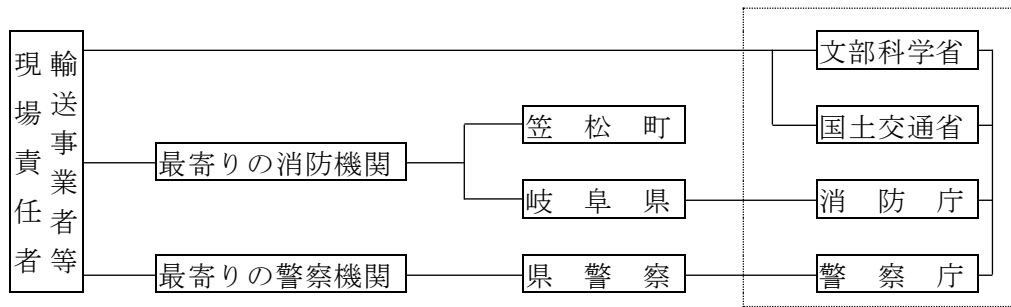 輸送事業者等
現場責任者
文部科学省
国土交通省
笠松町
最寄りの消防機関
岐阜県
消防庁
最寄りの警察機関
県警察
警察庁